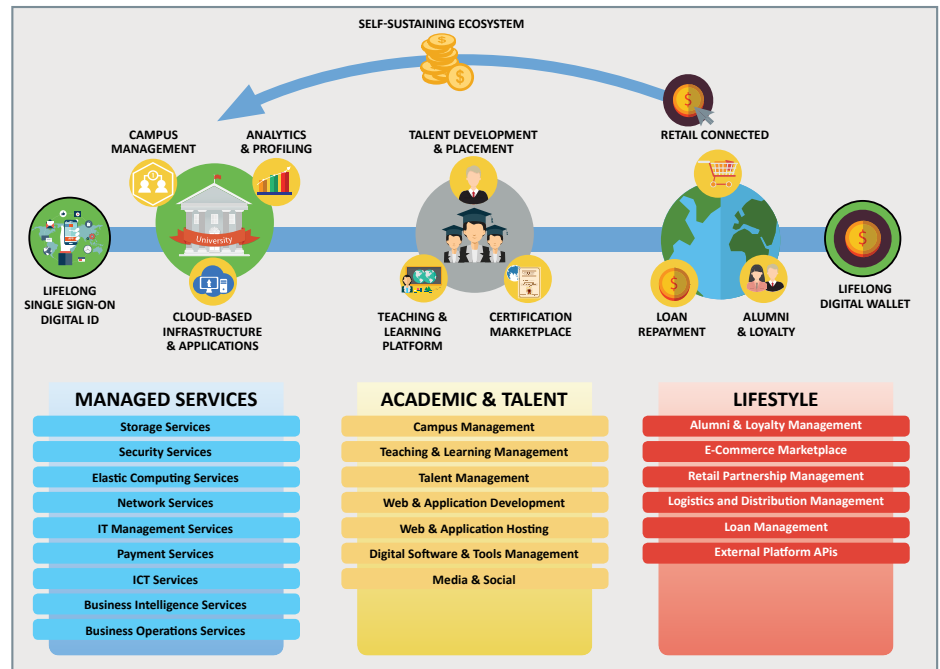 SELF-SUSTAINING ECOSYSTEM
CAMPUS
MANAGEMENT
ANALYTICS
& PROFILING
TALENT DEVELOPMENT
& PLACEMENT
RETAIL CONNECTED
University
LIFELONG
SINGLE SIGN-ON
DIGITAL ID
CLOUD-BASED
INFRASTRUCTURE
& APPLICATIONS
TEACHING &
LEARNING
PLATFORM
CERTIFICATION
MARKETPLACE
LOAN
REPAYMENT
ALUMNI
& LOYALTY
LIFELONG
DIGITAL WALLET
MANAGED SERVICES
Storage Services
Security Services
Elastic Computing Services
Network Services
IT Management Services
Payment Services
ICT Services
Business Intelligence Services
Business Operations Services
ACADEMIC & TALENT
Campus Management
Teaching & Learning Management
Talent Management
Web & Application Development
Web & Application Hosting
Digital Software & Tools Management
Media & Social
LIFESTYLE
Alumni & Loyalty Management
E-Commerce Marketplace
Retail Partnership Management
Logistics and Distribution Management
Loan Management
External Platform APis